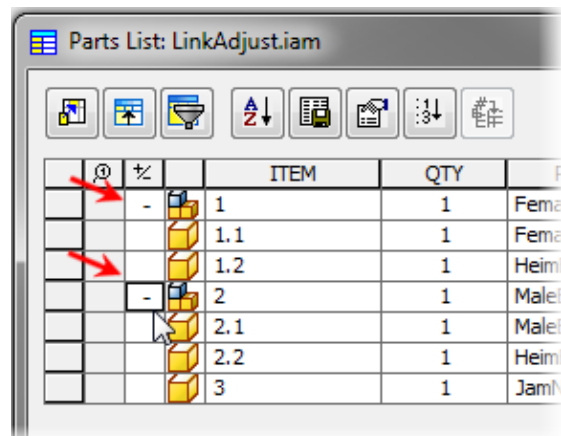 Parts List: LinkAdjust.iam
+/- ITEM QTY
- 1 1 Fema
1.1 1 Fema
1.2 1 Heim
- 2 1 Male
2.1 1 Male
2.2 1 Heim
3 1 Jam